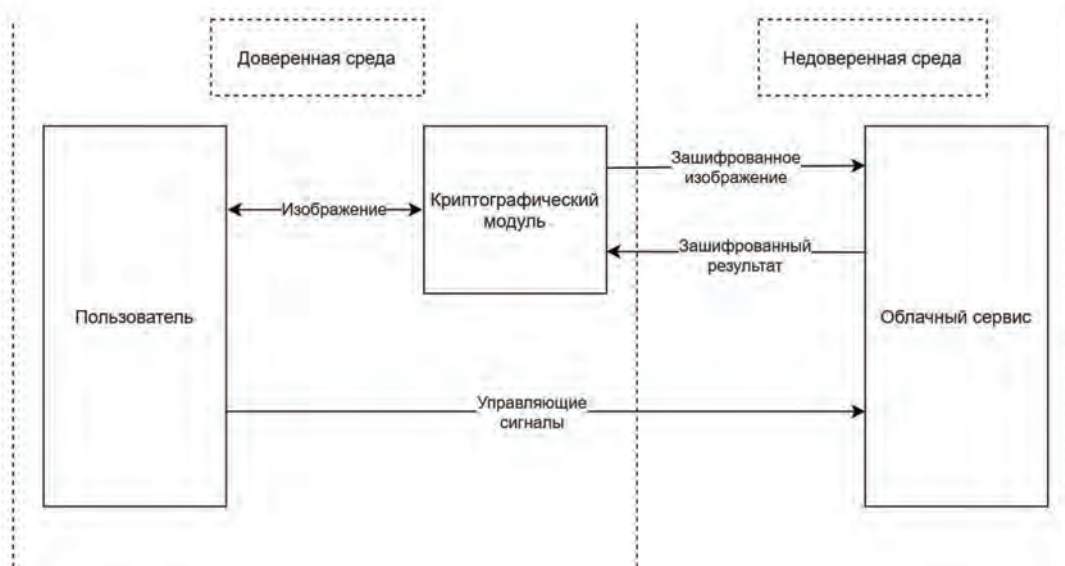 Доверенная среда
Недоверенная среда
Зашифрованное
изображение
Изображение
Криптографический
модуль
Зашифрованный
результат
Пользователь
Облачный сервис
Управляющие
сигналы